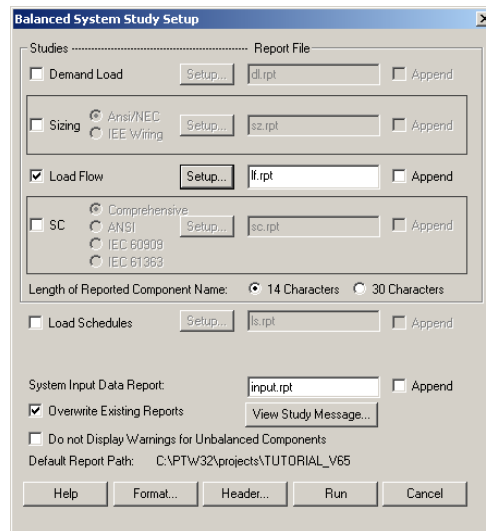 Balanced System Study Setup
Studies -------------------------------- Report File
Demand Load Setup... dl.rpt Append
Sizing Ansi/NEC Setup... sz.rpt Append
IEE Wiring
Load Flow Setup... lf.rpt Append
Comprehensive
SC ANSI Setup... sc.rpt Append
IEC 60909
IEC 61363
Length of Reported Component Name: 14 Characters 30 Characters
Load Schedules Setup... ls.rpt Append
System Input Data Report: input.rpt Append
Overwrite Existing Reports View Study Message...
Do not Display Warnings for Unbalanced Components
Default Report Path: C:\PTW32\projects\TUTORIAL_V65
Help Format... Header... Run Cancel